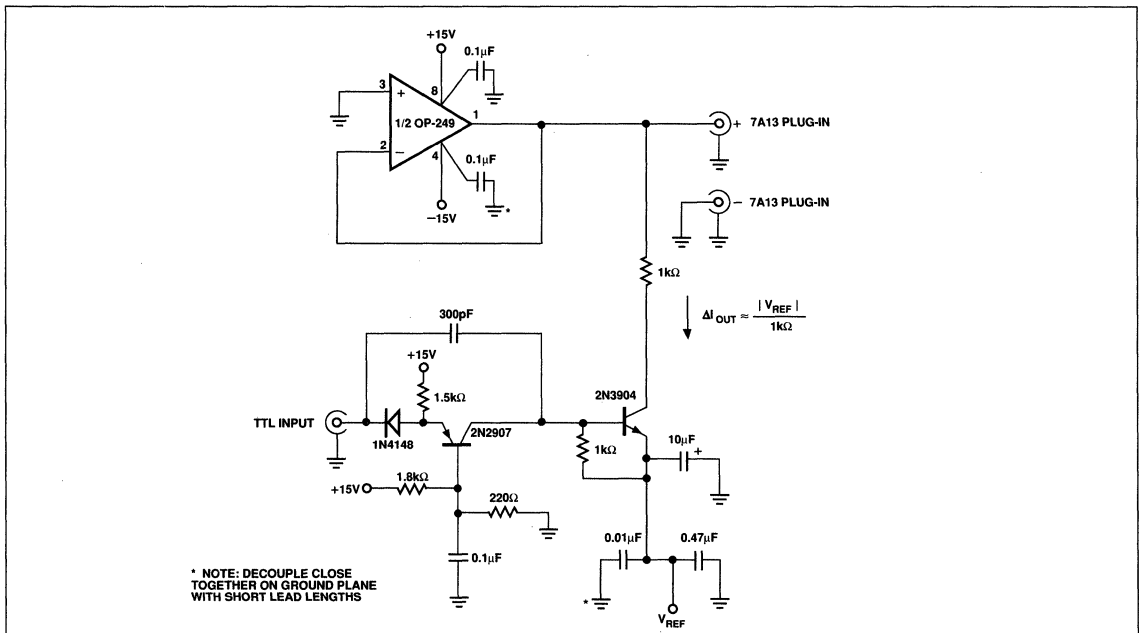 +15V
0.1µF
3
+
8
1/2 OP-249
1
2
−
4
0.1µF
−15V
*
+ 7A13 PLUG-IN
− 7A13 PLUG-IN
1kΩ
ΔI OUT ≈ | V REF | / 1kΩ
300pF
+15V
1.5kΩ
TTL INPUT
1N4148
2N2907
2N3904
1kΩ
10µF
+
+15V
1.8kΩ
220Ω
0.1µF
0.01µF
0.47µF
*
V REF
* NOTE: DECOUPLE CLOSE
TOGETHER ON GROUND PLANE
WITH SHORT LEAD LENGTHS